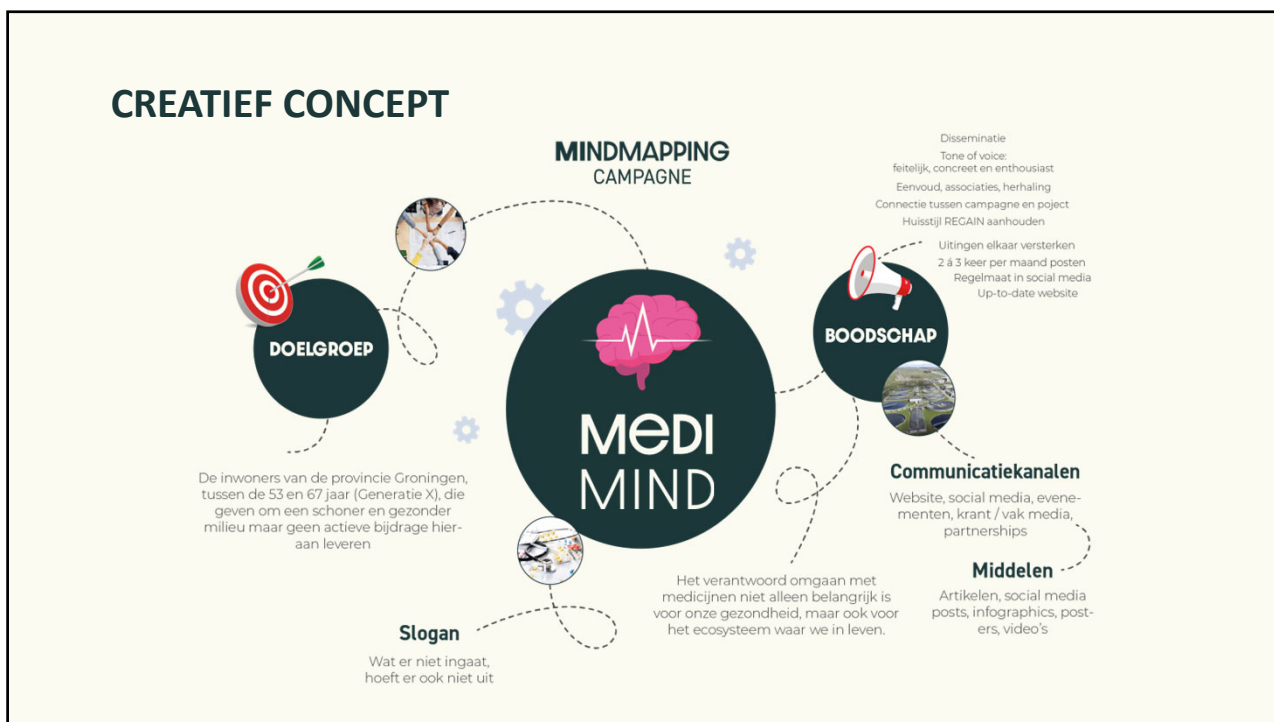 CREATIEF CONCEPT
MINDMAPPING
CAMPAGNE
Disseminatie
Tone of voice:
feitelijk, concreet en enthousiast
Eenvoud, associaties, herhaling
Connectie tussen campagne en poject
Huisstijl REGAIN aanhouden
Uitingen elkaar versterken
2 á 3 keer per maand posten
Regelmaat in social media
Up-to-date website
DOELGROEP
BOODSCHAP
MeDI
MIND
De inwoners van de provincie Groningen,
tussen de 53 en 67 jaar (Generatie X), die
geven om een schoner en gezonder
milieu maar geen actieve bijdrage hier-
aan leveren
Communicatiekanalen
Website, social media, evene-
menten, krant / vak media,
partnerships
Middelen
Artikelen, social media
posts, infographics, post-
ers, video's
Het verantwoord omgaan met
medicijnen niet alleen belangrijk is
voor onze gezondheid, maar ook voor
het ecosysteem waar we in leven.
Slogan
Wat er niet ingaat,
hoeft er ook niet uit